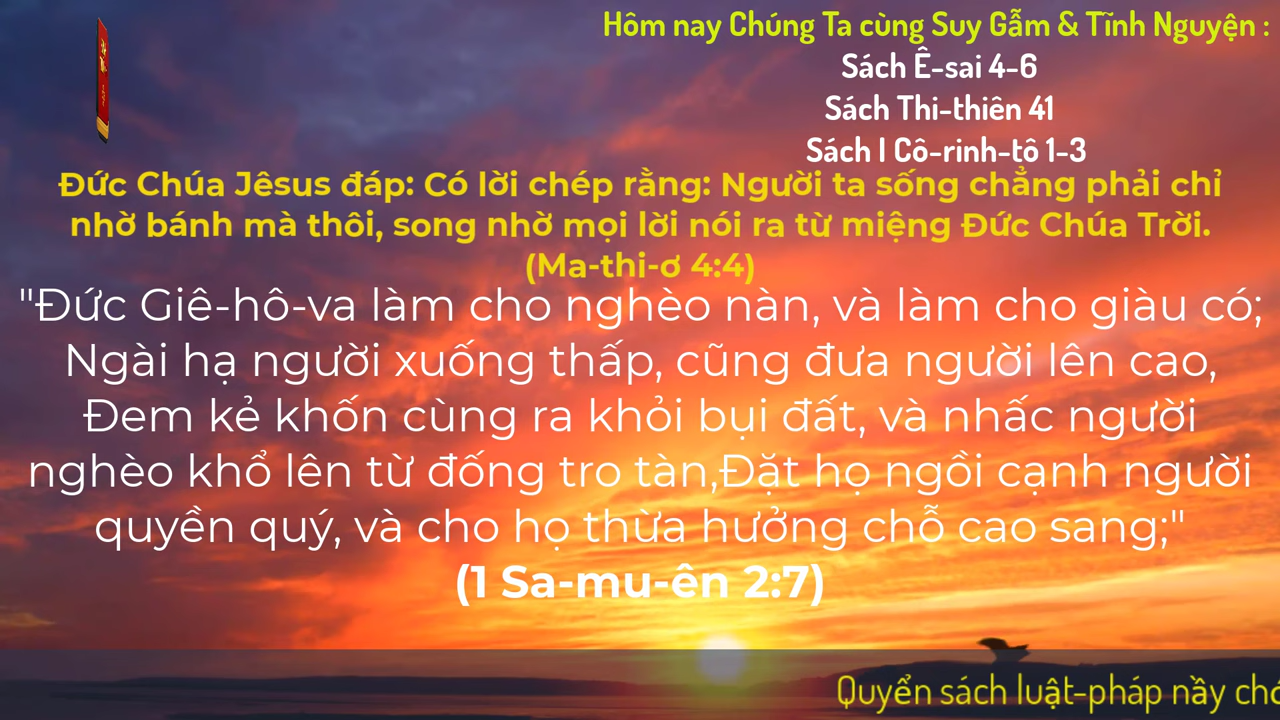 Hôm nay Chúng Ta cùng Suy Gẫm & Tĩnh Nguyện :
Sách Ê-sai 4-6
Sách Thi-thiên 41
Sách I Cô-rinh-tô 1-3
Đức Chúa Jêsus đáp: Có lời chép rằng: Người ta sống chẳng phải chỉ
nhờ bánh mà thôi, song nhờ mọi lời nói ra từ miệng Đức Chúa Trời.
(Ma-thi-ơ 4:4)
"Đức Giê-hô-va làm cho nghèo nàn, và làm cho giàu có;
Ngài hạ người xuống thấp, cũng đưa người lên cao,
Đem kẻ khốn cùng ra khỏi bụi đất, và nhấc người
nghèo khổ lên từ đống tro tàn,Đặt họ ngồi cạnh người
quyền quý, và cho họ thừa hưởng chỗ cao sang;"
(1 Sa-mu-ên 2:7)
Quyển sách luật-pháp nầy